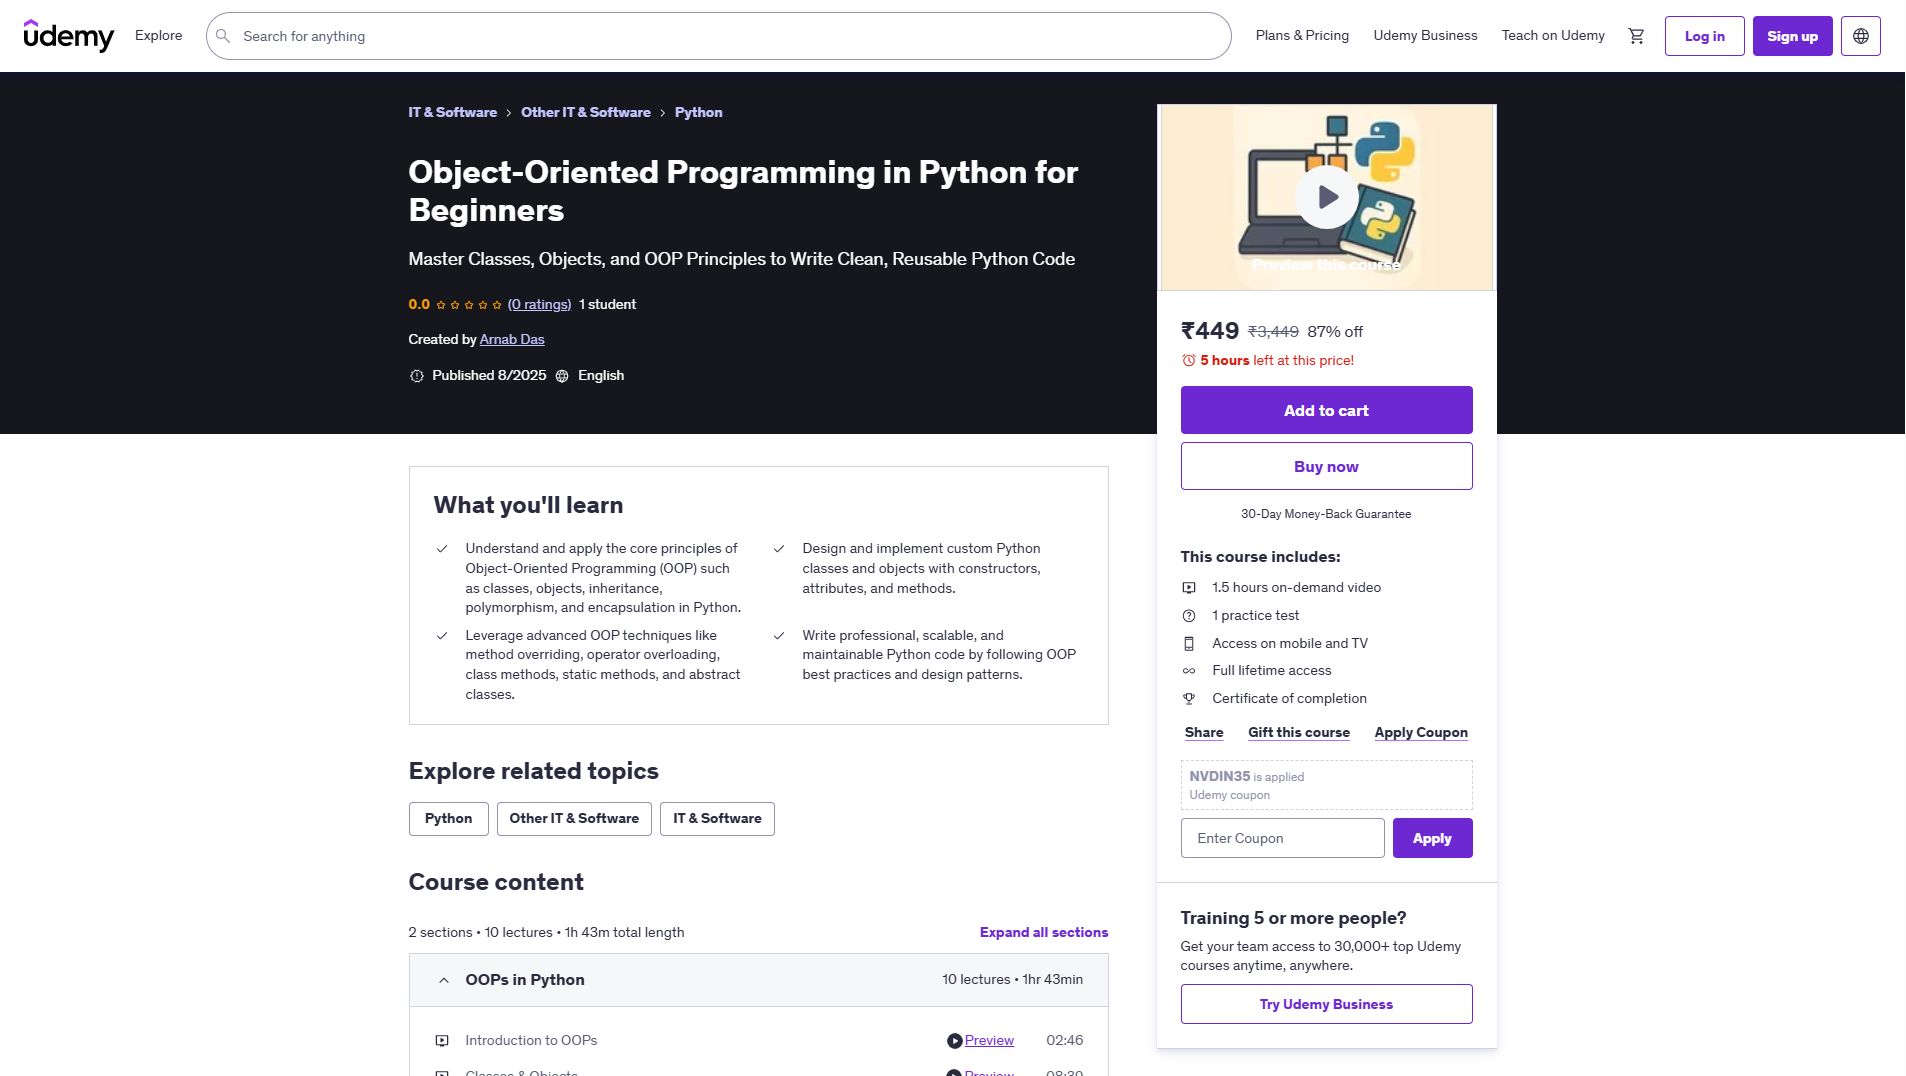 udemy
Explore
Search for anything
Plans & Pricing
Udemy Business
Teach on Udemy
Log in
Sign up
IT & Software
Other IT & Software
Python
Object-Oriented Programming in Python for
Beginners
Master Classes, Objects, and OOP Principles to Write Clean, Reusable Python Code
0.0
(0 ratings) 1 student
Created by Arnab Das
Published 8/2025
English
Preview this course
₹449 ₹3,449 87% off
5 hours left at this price!
Add to cart
Buy now
30-Day Money-Back Guarantee
This course includes:
1.5 hours on-demand video
1 practice test
Access on mobile and TV
Full lifetime access
Certificate of completion
Share
Gift this course
Apply Coupon
NVDIN35 is applied
Udemy coupon
Enter Coupon
Apply
Training 5 or more people?
Get your team access to 30,000+ top Udemy
courses anytime, anywhere.
Try Udemy Business
What you'll learn
Understand and apply the core principles of
Object-Oriented Programming (OOP) such
as classes, objects, inheritance,
polymorphism, and encapsulation in Python.
Design and implement custom Python
classes and objects with constructors,
attributes, and methods.
Leverage advanced OOP techniques like
method overriding, operator overloading,
class methods, static methods, and abstract
classes.
Write professional, scalable, and
maintainable Python code by following OOP
best practices and design patterns.
Explore related topics
Python
Other IT & Software
IT & Software
Course content
2 sections • 10 lectures • 1h 43m total length
Expand all sections
OOPs in Python
10 lectures • 1hr 43min
Introduction to OOPs
Preview
02:46
Classes & Objects
Preview